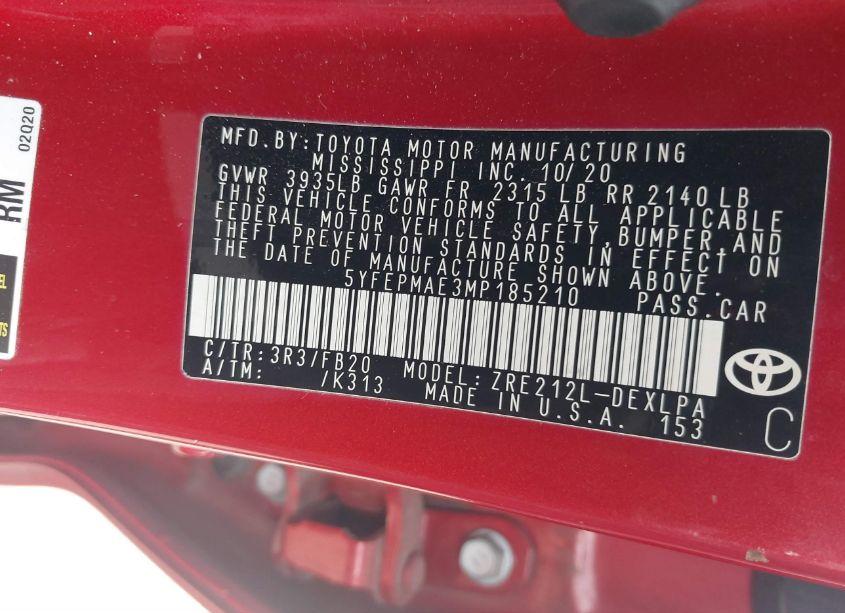 02Q20
RM
EL
TS
MFD.BY:TOYOTA MOTOR MANUFACTURING
MISSISSIPPI INC. 10/20
GVWR 3935LB GAWR FR 2315 LB RR 2140 LB
THIS VEHICLE CONFORMS TO ALL APPLICABLE
FEDERAL MOTOR VEHICLE SAFETY,BUMPER,AND
THEFT PREVENTION STANDARDS IN EFFECT ON
THE DATE OF MANUFACTURE SHOWN ABOVE.
5YFEPMAE3MP185210 PASS.CAR
C/TR:3R3/FB20 MODEL:ZRE212L-DEXLPA
A/TM: /K313 MADE IN U.S.A. 153
C